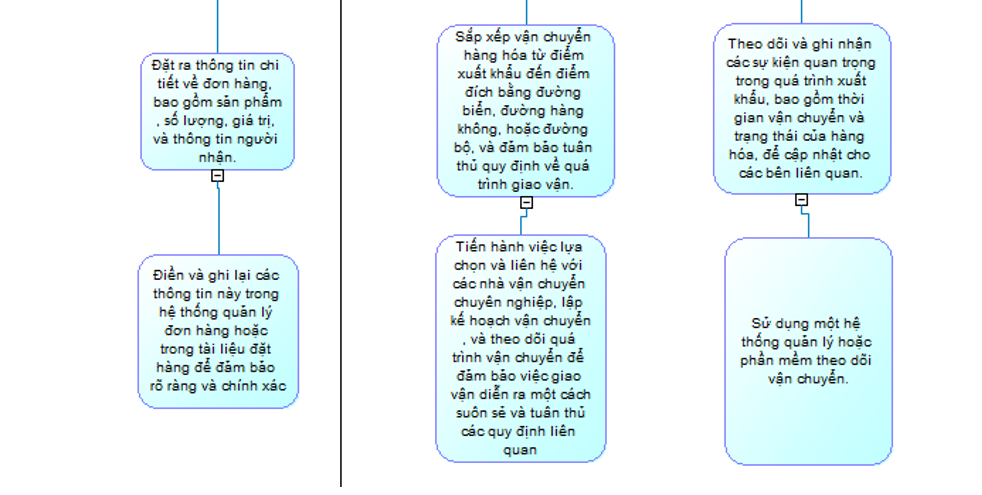 Đặt ra thông tin chi
tiết về đơn hàng,
bao gồm sản phẩm
, số lượng, giá trị,
và thông tin người
nhận.
Điền và ghi lại các
thông tin này trong
hệ thống quản lý
đơn hàng hoặc
trong tài liệu đặt
hàng để đảm bảo
rõ ràng và chính xác
Sắp xếp vận chuyển
hàng hóa từ điểm
xuất khẩu đến điểm
đích bằng đường
biển, đường hàng
không, hoặc đường
bộ, và đảm bảo tuân
thủ quy định về quá
trình giao vận.
Tiến hành việc lựa
chọn và liên hệ với
các nhà vận chuyển
chuyên nghiệp, lập
kế hoạch vận chuyển
, và theo dõi quá
trình vận chuyển để
đảm bảo việc giao
vận diễn ra một cách
suôn sẻ và tuân thủ
các quy định liên
quan
Theo dõi và ghi nhận
các sự kiện quan trọng
trong quá trình xuất
khẩu, bao gồm thời
gian vận chuyển và
trạng thái của hàng
hóa, để cập nhật cho
các bên liên quan.
Sử dụng một hệ
thống quản lý hoặc
phần mềm theo dõi
vận chuyển.